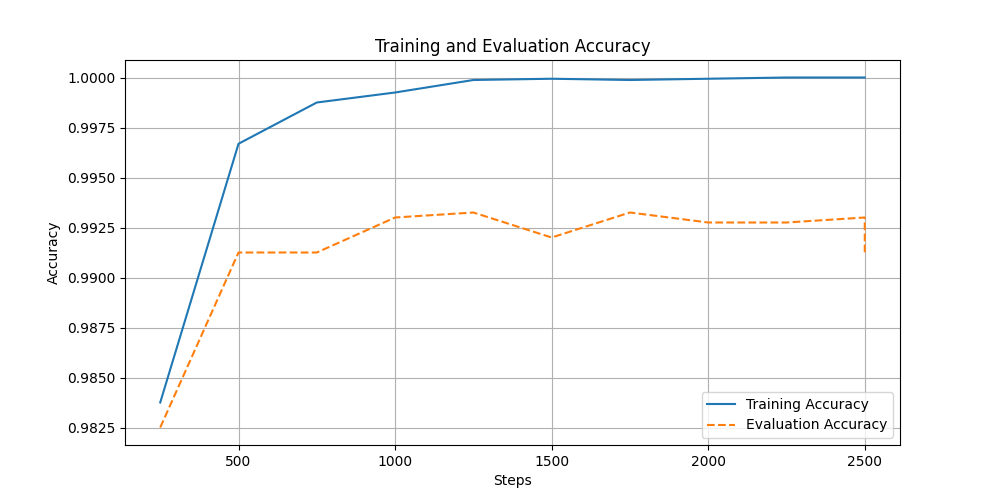 Training and Evaluation Accuracy
1.0000
0.9975
0.9950
0.9925
0.9900
0.9875
0.9850
0.9825
Accuracy
500
1000
1500
2000
2500
Steps
Training Accuracy
Evaluation Accuracy